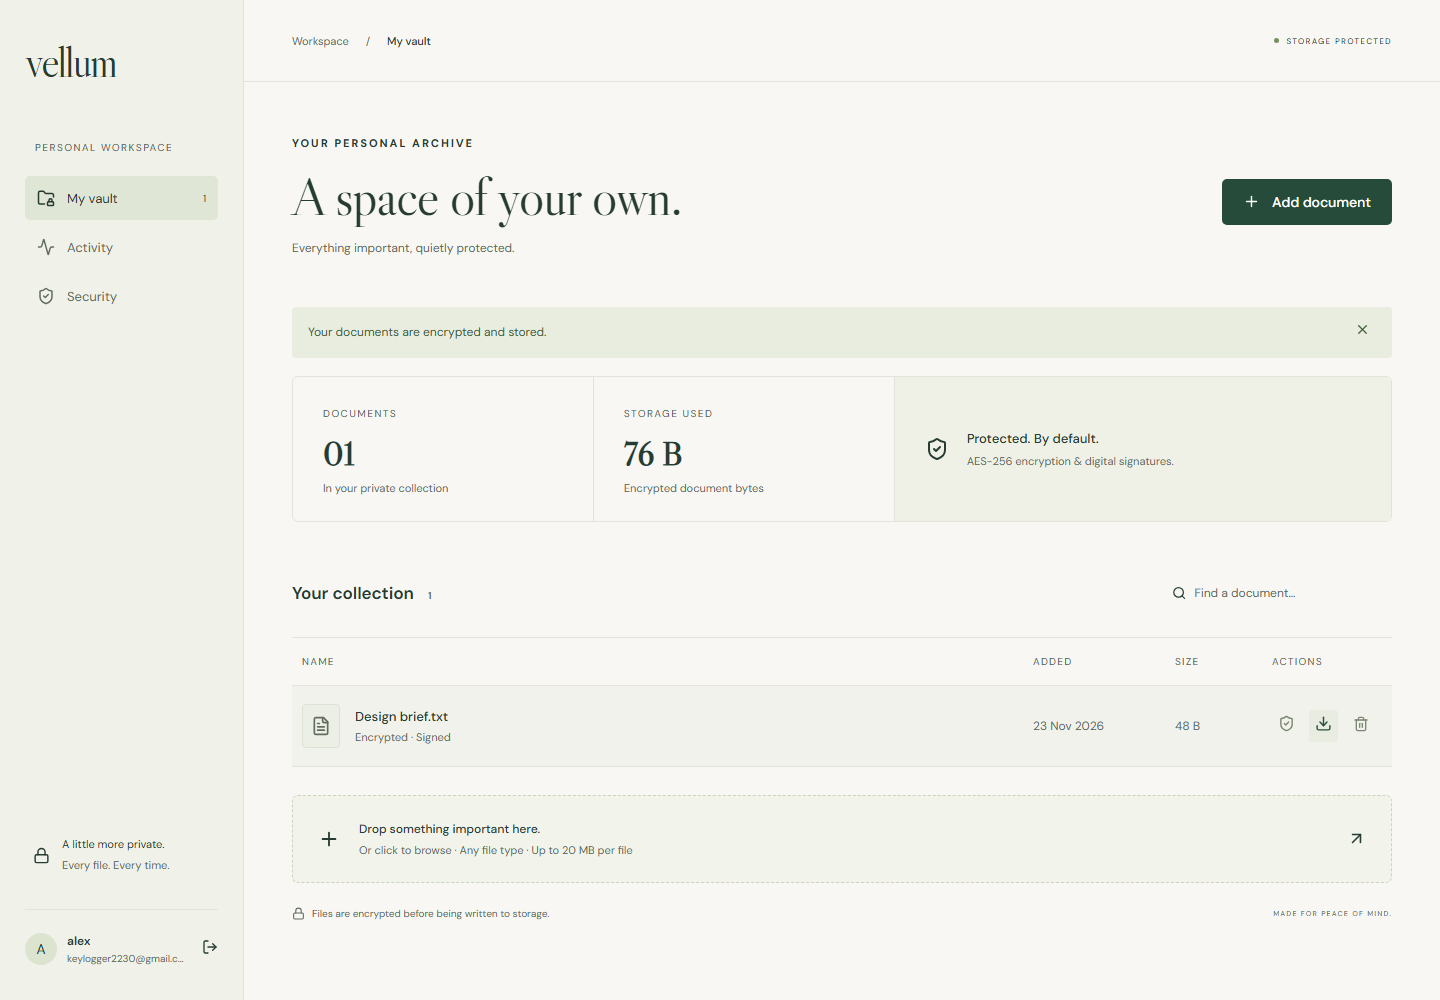 vellum
PERSONAL WORKSPACE
My vault 1
Activity
Security
A little more private.
Every file. Every time.
A
alex
keylogger2230@gmail.c...
Workspace / My vault
STORAGE PROTECTED
YOUR PERSONAL ARCHIVE
A space of your own.
Everything important, quietly protected.
Add document
Your documents are encrypted and stored.
DOCUMENTS
01
In your private collection
STORAGE USED
76 B
Encrypted document bytes
Protected. By default.
AES-256 encryption & digital signatures.
Your collection 1
Find a document...
NAME ADDED SIZE ACTIONS
Design brief.txt
Encrypted · Signed
23 Nov 2026 48 B
Drop something important here.
Or click to browse · Any file type · Up to 20 MB per file
Files are encrypted before being written to storage.
MADE FOR PEACE OF MIND.